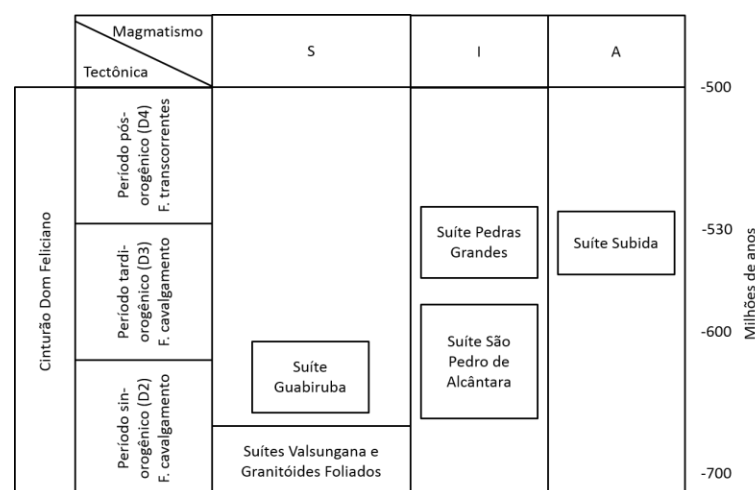 Magmatismo
Tectônica
S
I
A
-500
Cinturão Dom Feliciano
Período pós-
orogênico (D4)
F. transcorrentes
Período tardi-
orogênico (D3)
F. cavalgamento
Período sin-
orogênico (D2)
F. cavalgamento
Suíte
Guabiruba
Suítes Valsungana e
Granitóides Foliados
Suíte Pedras
Grandes
Suíte São
Pedro de
Alcântara
Suíte Subida
-530
-600
-700
Milhões de anos